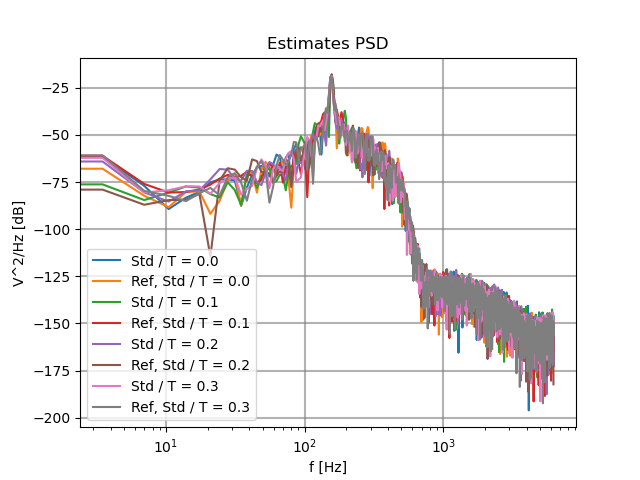 Estimates PSD
V^2/Hz [dB]
−25
−50
−75
−100
−125
−150
−175
−200
Std / T = 0.0
Ref, Std / T = 0.0
Std / T = 0.1
Ref, Std / T = 0.1
Std / T = 0.2
Ref, Std / T = 0.2
Std / T = 0.3
Ref, Std / T = 0.3
10¹ 10² 10³
f [Hz]